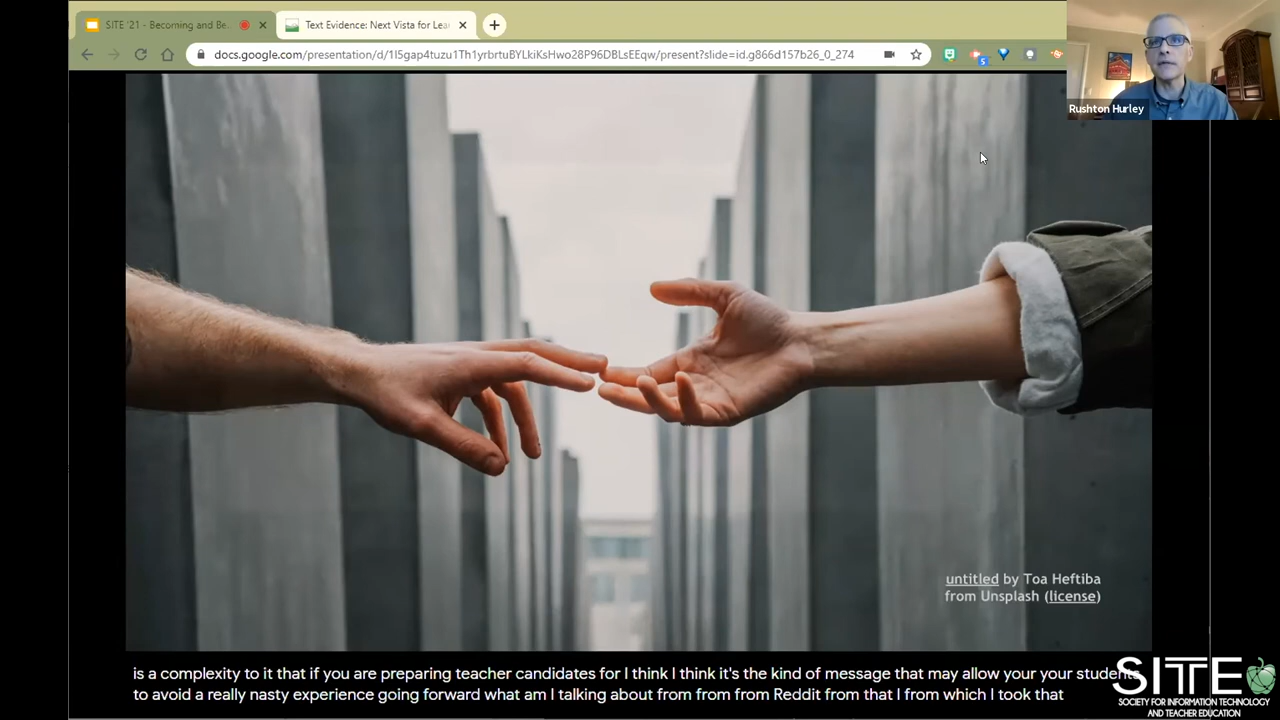 SITE '21 - Becoming and Be
Text Evidence: Next Vista for Lea
docs.google.com/presentation/d/1I5gap4tuzu1Th1yrbrtuBYLkiKsHwo28P96DBLsEEqw/present?slide=id.g866d157b26_0_274
5
Rushton Hurley
untitled by Toa Heftiba
from Unsplash (license)
is a complexity to it that if you are preparing teacher candidates for I think I think it's the kind of message that may allow your your students
to avoid a really nasty experience going forward what am I talking about from from from Reddit from that I from which I took that
SITE
SOCIETY FOR INFORMATION TECHNOLOGY
AND TEACHER EDUCATION